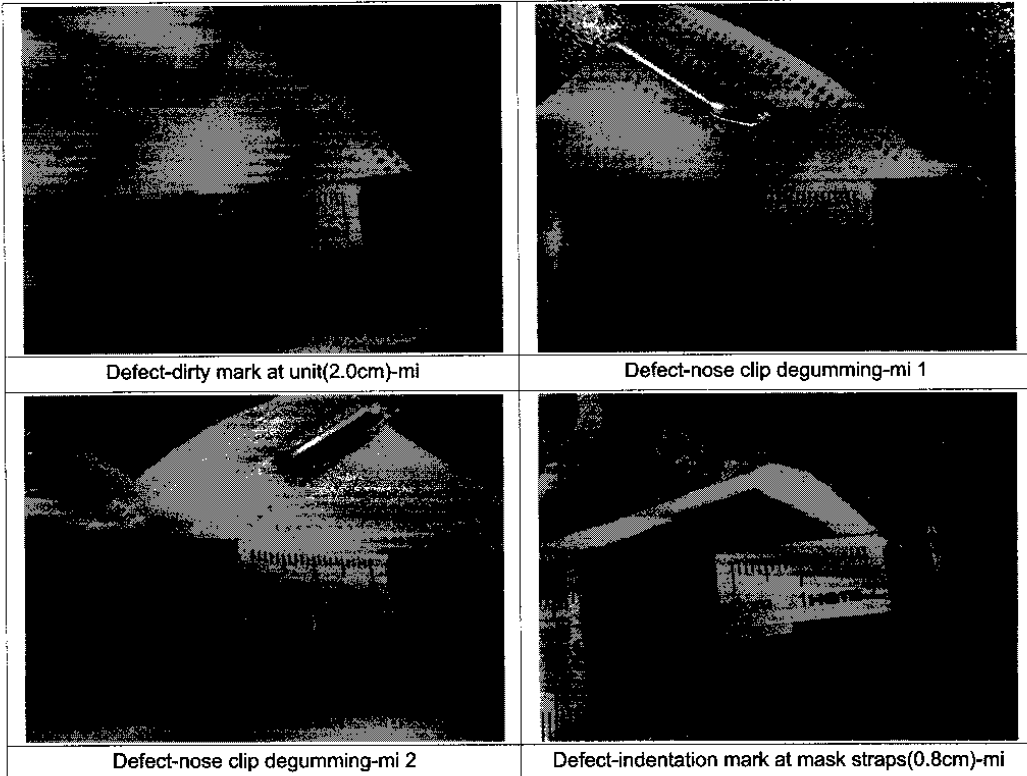 Defect-dirty mark at unit(2.0cm)-mi
Defect-nose clip degumming-mi 1
Defect-nose clip degumming-mi 2
Defect-indentation mark at mask straps(0.8cm)-mi